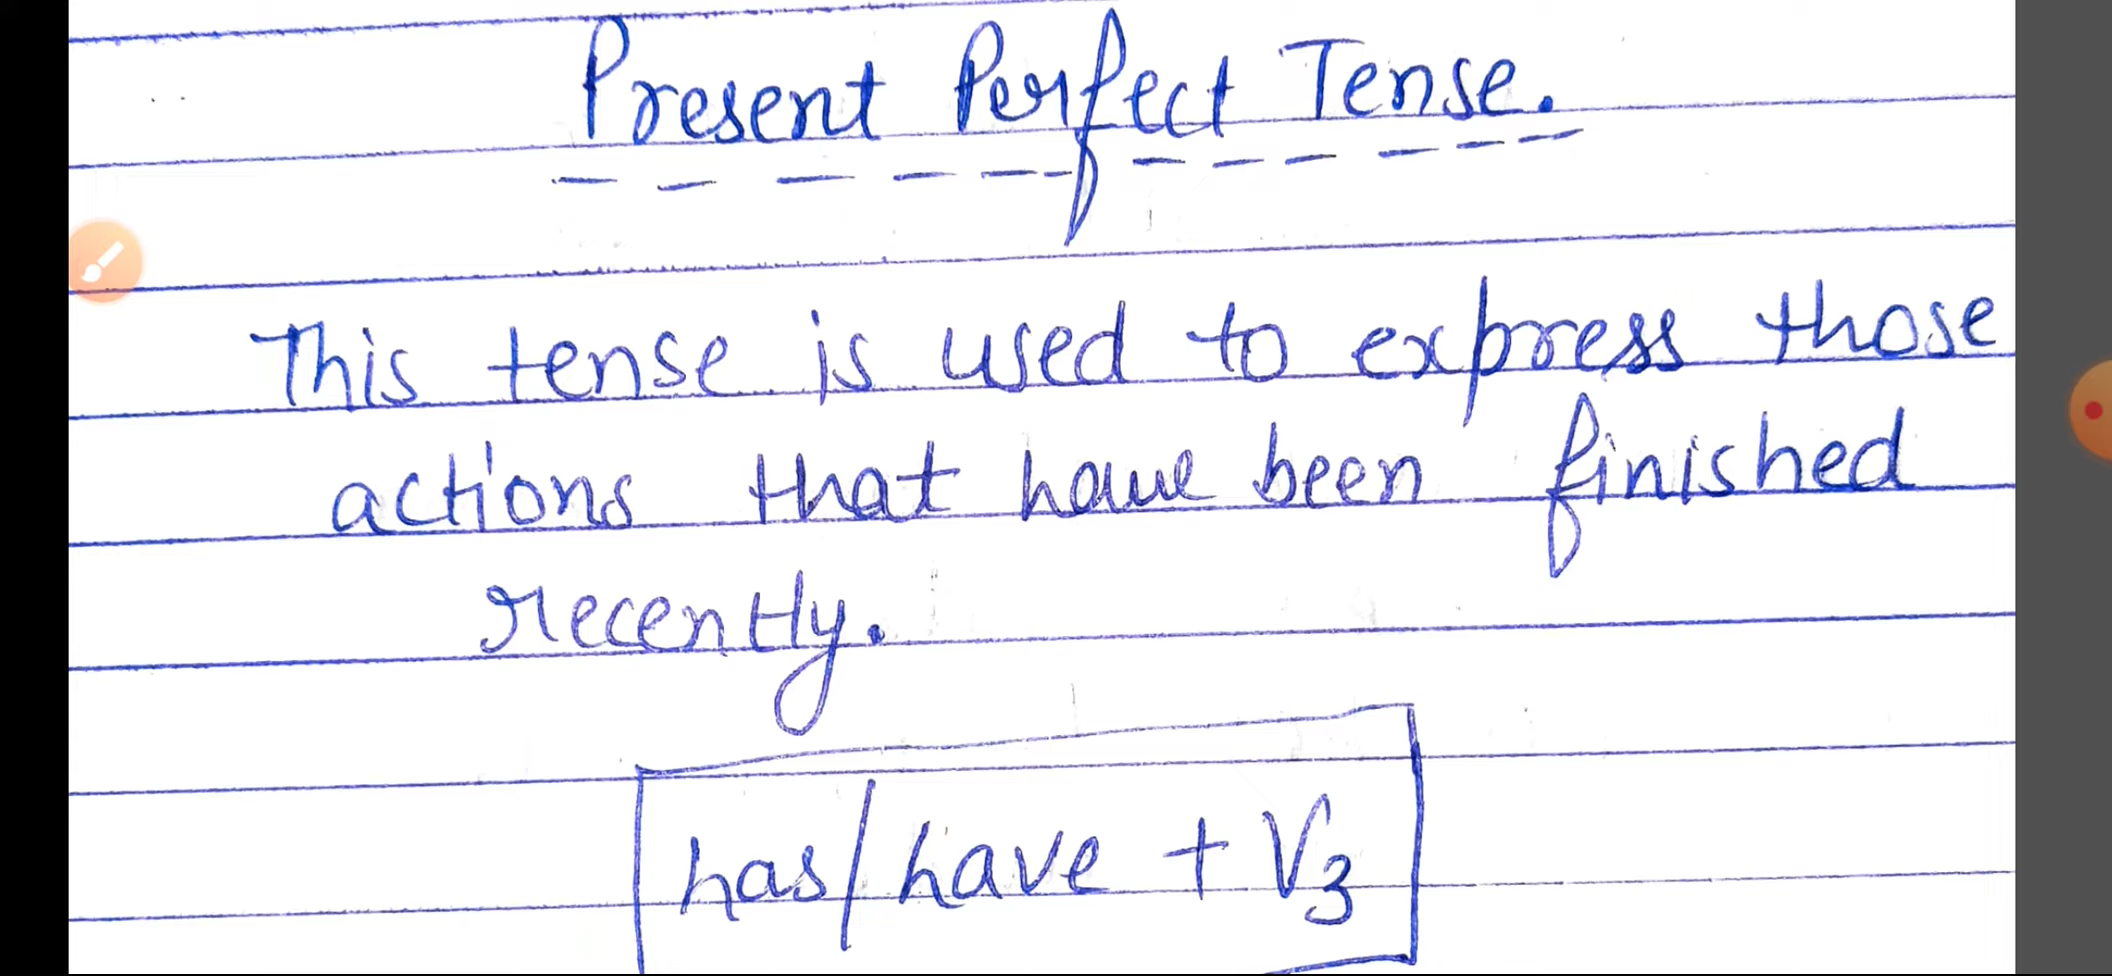 Present Perfect Tense.
This tense is used to express those
actions that have been finished
recently.
has/have + V3